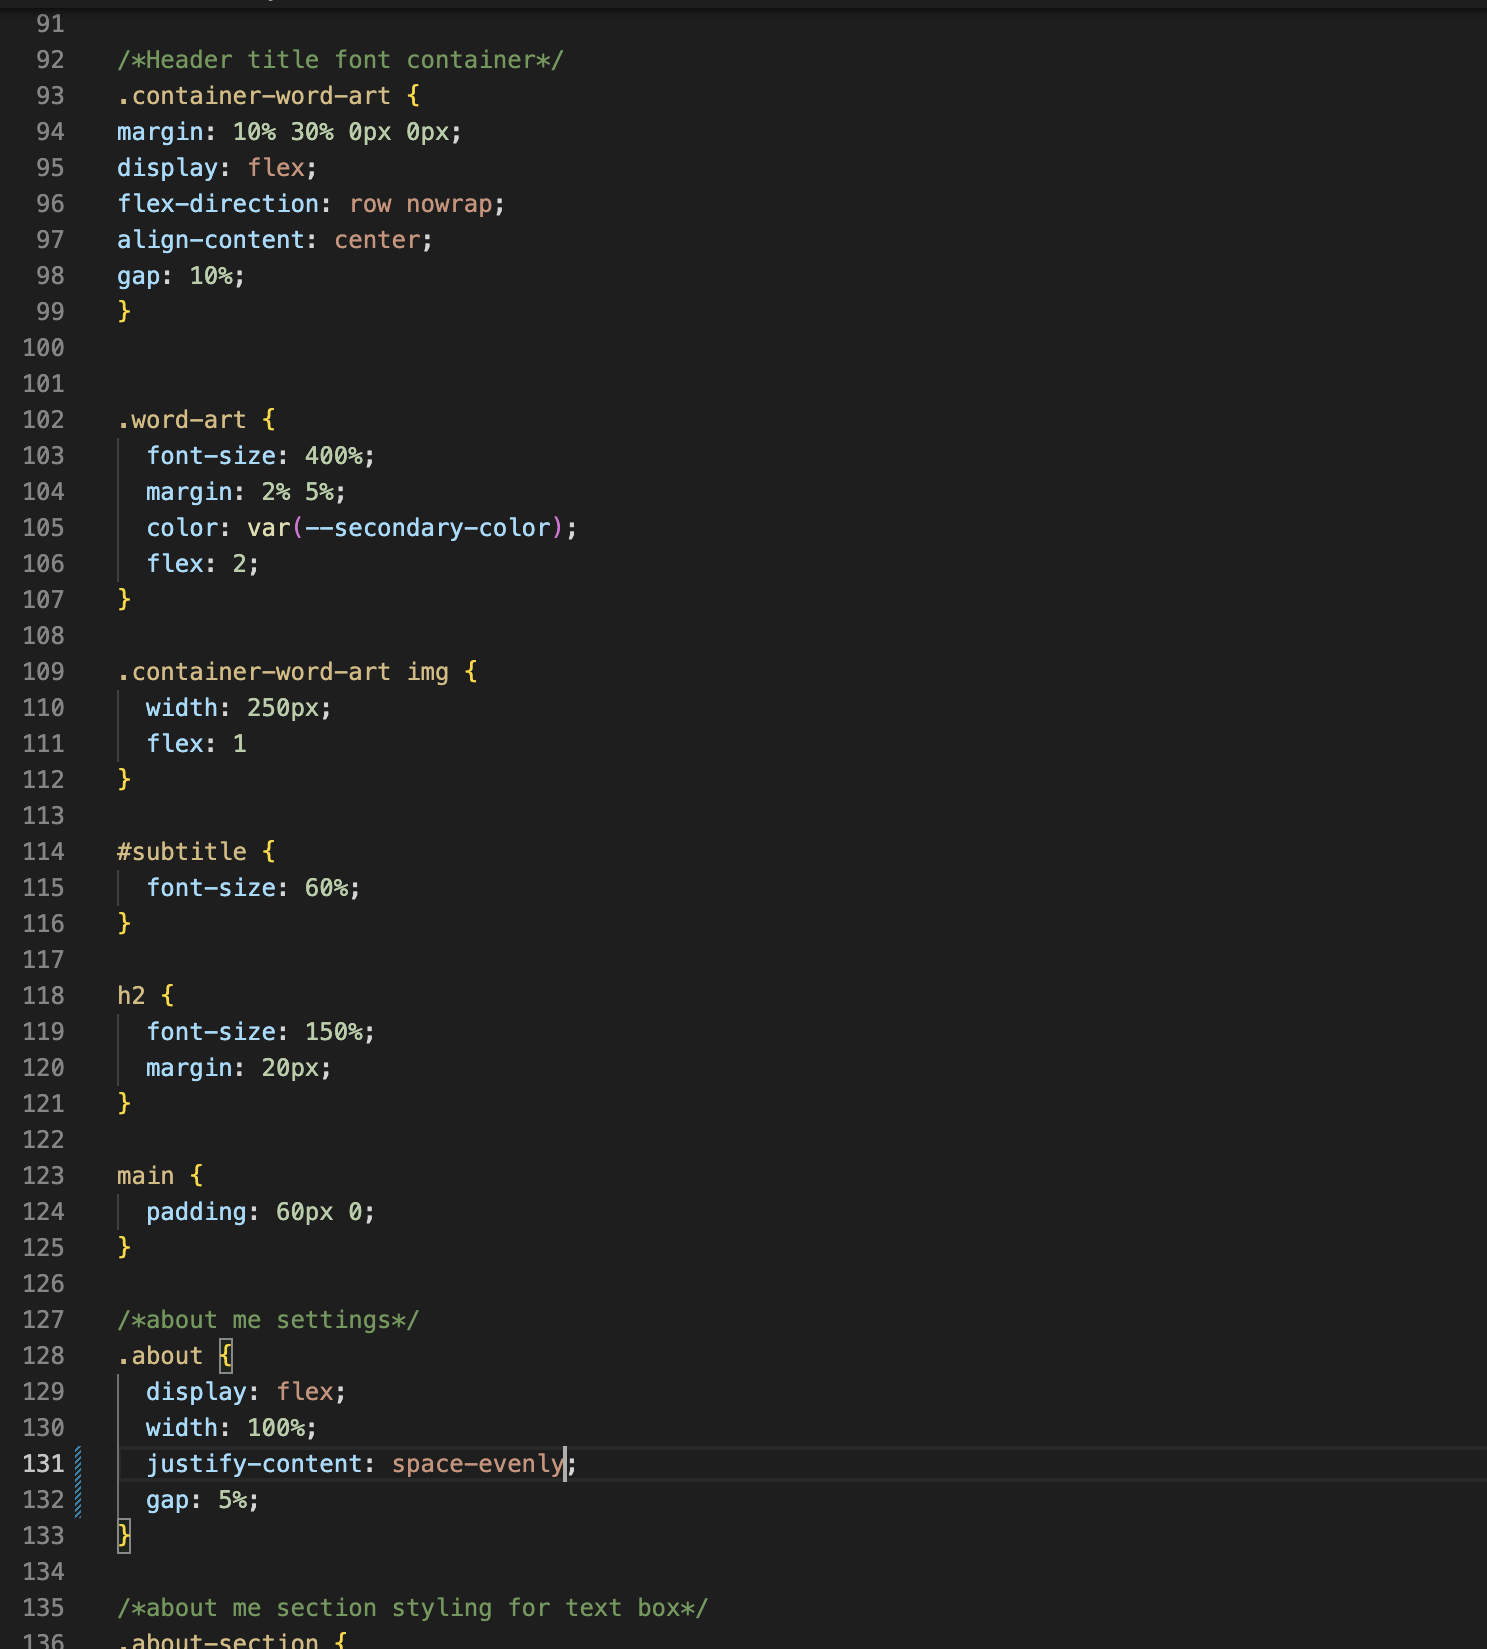 91
92 /*Header title font container*/
93 .container-word-art {
94 margin: 10% 30% 0px 0px;
95 display: flex;
96 flex-direction: row nowrap;
97 align-content: center;
98 gap: 10%;
99 }
100
101
102 .word-art {
103   font-size: 400%;
104   margin: 2% 5%;
105   color: var(--secondary-color);
106   flex: 2;
107 }
108
109 .container-word-art img {
110   width: 250px;
111   flex: 1
112 }
113
114 #subtitle {
115   font-size: 60%;
116 }
117
118 h2 {
119   font-size: 150%;
120   margin: 20px;
121 }
122
123 main {
124   padding: 60px 0;
125 }
126
127 /*about me settings*/
128 .about {
129   display: flex;
130   width: 100%;
131   justify-content: space-evenly;
132   gap: 5%;
133 }
134
135 /*about me section styling for text box*/
136 .about-section {